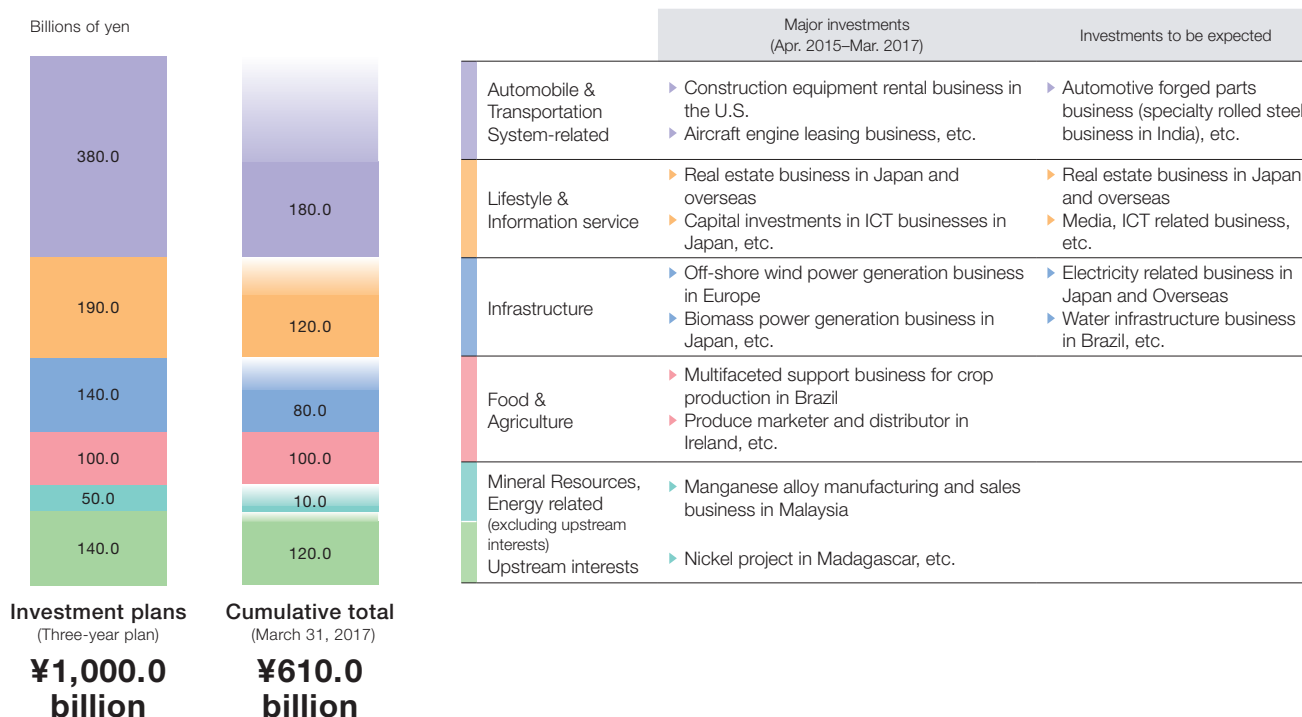 Billions of yen
380.0
190.0
140.0
100.0
50.0
140.0
Investment plans
(Three-year plan)
¥1,000.0
billion
180.0
120.0
80.0
100.0
10.0
120.0
Cumulative total
(March 31, 2017)
¥610.0
billion
Major investments
(Apr. 2015–Mar. 2017)
Investments to be expected
Automobile &
Transportation
System-related
Construction equipment rental business in
the U.S.
Aircraft engine leasing business, etc.
Automotive forged parts
business (specialty rolled steel
business in India), etc.
Lifestyle &
Information service
Real estate business in Japan and
overseas
Capital investments in ICT businesses in
Japan, etc.
Real estate business in Japan
and overseas
Media, ICT related business,
etc.
Infrastructure
Off-shore wind power generation business
in Europe
Biomass power generation business in
Japan, etc.
Electricity related business in
Japan and Overseas
Water infrastructure business
in Brazil, etc.
Food &
Agriculture
Multifaceted support business for crop
production in Brazil
Produce marketer and distributor in
Ireland, etc.
Mineral Resources,
Energy related
(excluding upstream
interests)
Upstream interests
Manganese alloy manufacturing and sales
business in Malaysia
Nickel project in Madagascar, etc.